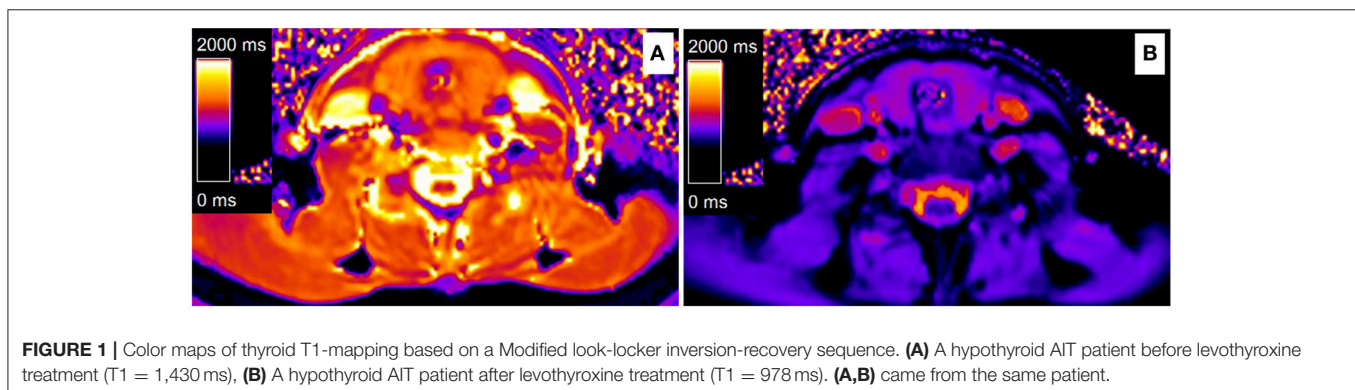 2000 ms
A
0 ms
2000 ms
B
0 ms
FIGURE 1 | Color maps of thyroid T1-mapping based on a Modified look-locker inversion-recovery sequence. (A) A hypothyroid AIT patient before levothyroxine
treatment (T1 = 1,430 ms), (B) A hypothyroid AIT patient after levothyroxine treatment (T1 = 978 ms). (A,B) came from the same patient.